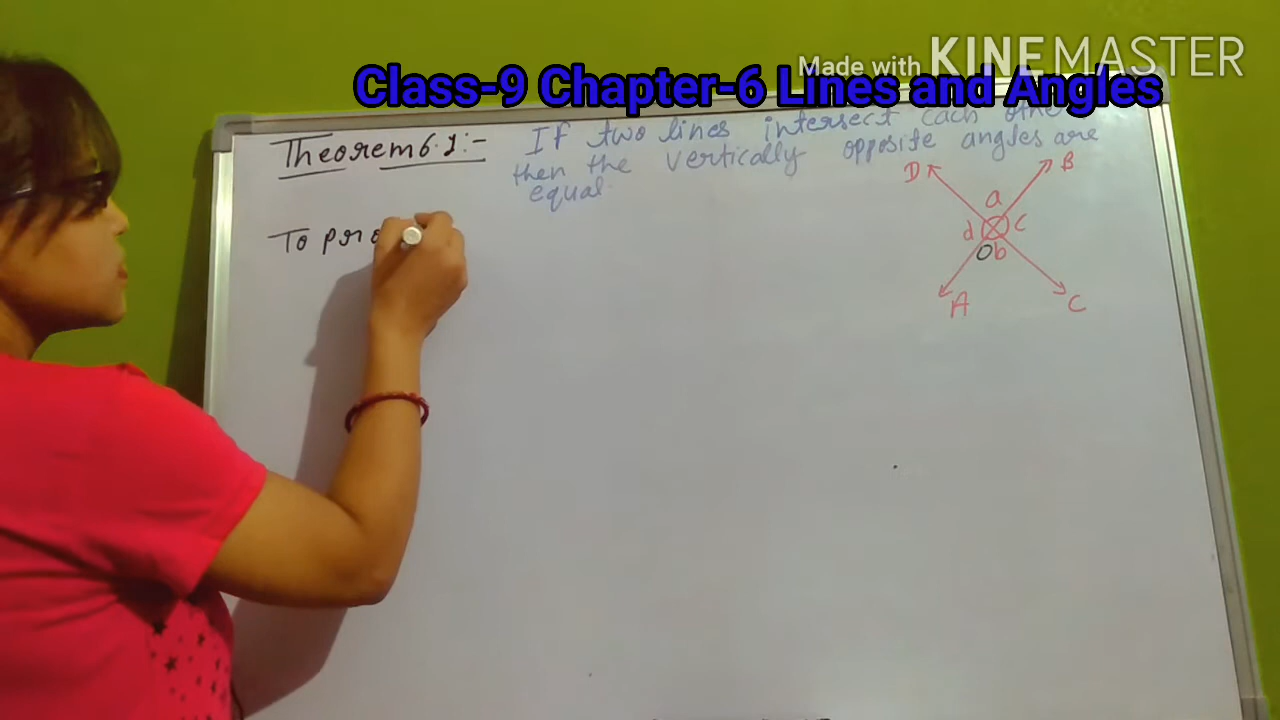 Made with KINEMASTER
Class-9 Chapter-6 Lines and Angles
Theorem 6.1:- If two lines intersect each other
then the vertically opposite angles are
equal.
To pro
D B
a
d c
O b
A C